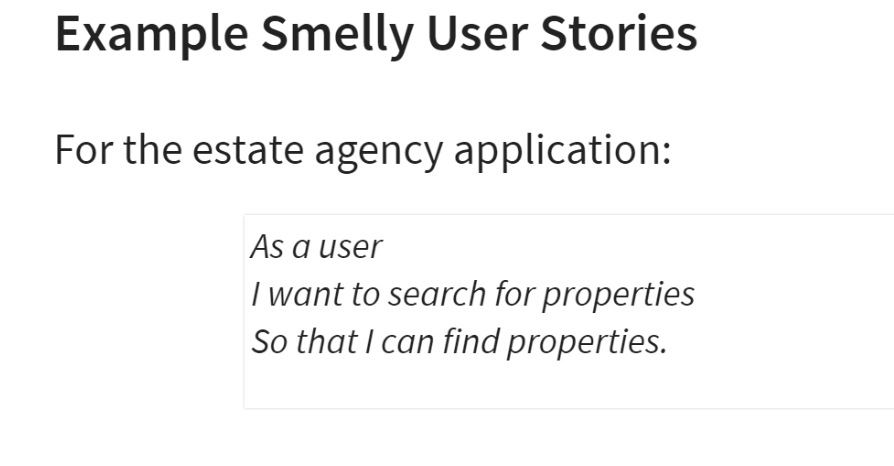 Example Smelly User Stories
For the estate agency application:
As a user
I want to search for properties
So that I can find properties.